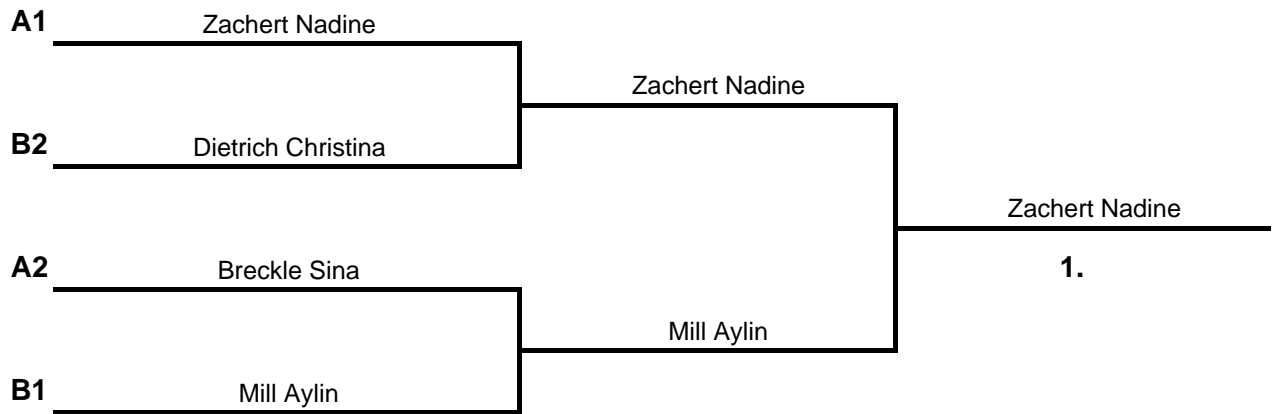 A1 Zachert Nadine
Zachert Nadine
B2 Dietrich Christina
Zachert Nadine
A2 Breckle Sina
1.
Mill Aylin
B1 Mill Aylin